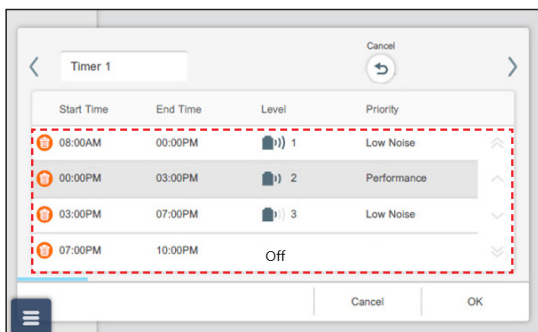 Cancel
Timer 1
Start Time End Time Level Priority
08:00AM 00:00PM 1 Low Noise
00:00PM 03:00PM 2 Performance
03:00PM 07:00PM 3 Low Noise
07:00PM 10:00PM Off
Cancel OK